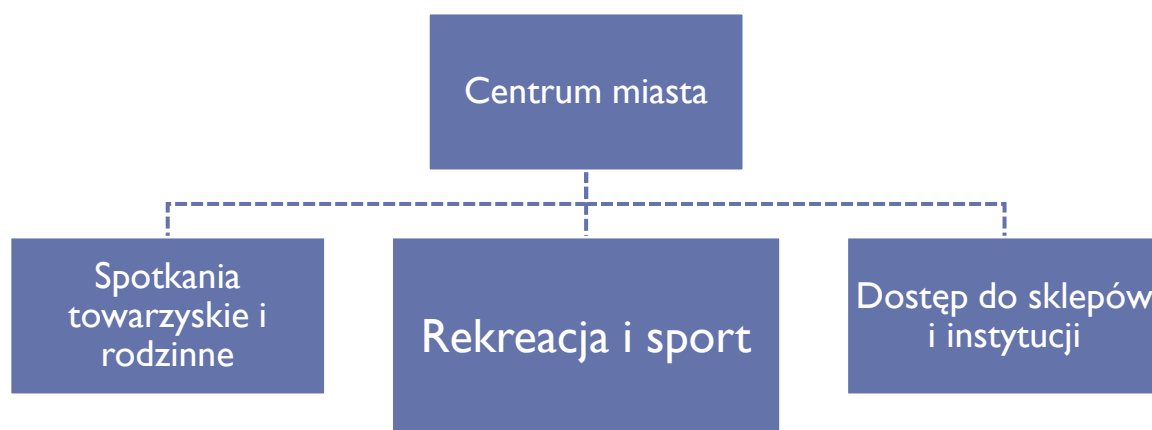 Centrum miasta
Spotkania
towarzyskie i
rodzinne
Rekreacja i sport
Dostęp do sklepów
i instytucji